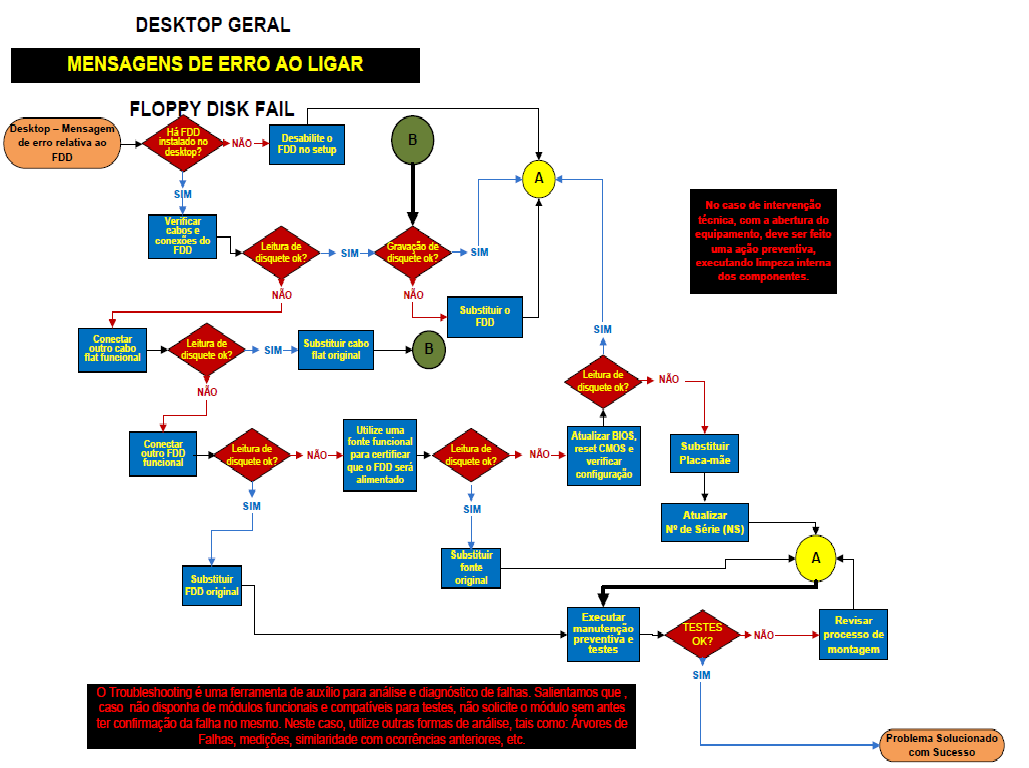 DESKTOP GERAL
MENSAGENS DE ERRO AO LIGAR
FLOPPY DISK FAIL
Desktop – Mensagem
de erro relativa ao
FDD
Há FDD
instalado no
desktop?
NÃO
Desabilite o
FDD no setup
B
A
SIM
Verificar
cabos e
conexões do
FDD
Leitura de
disquete ok?
SIM
Gravação de
disquete ok?
SIM
No caso de intervenção
técnica, com a abertura do
equipamento, deve ser feito
uma ação preventiva,
executando limpeza interna
dos componentes.
NÃO
NÃO
Substituir o
FDD
SIM
Conectar
outro cabo
flat funcional
Leitura de
disquete ok?
SIM
Substituir cabo
flat original
B
Leitura de
disquete ok?
NÃO
NÃO
Conectar
outro FDD
funcional
Leitura de
disquete ok?
NÃO
Utilize uma
fonte funcional
para certificar
que o FDD será
alimentado
Leitura de
disquete ok?
NÃO
Atualizar BIOS,
reset CMOS e
verificar
configuração
Substituir
Placa-mãe
SIM
SIM
Atualizar
Nº de Série (NS)
Substituir
FDD original
Substituir
fonte
original
A
Executar
manutenção
preventiva e
testes
TESTES
OK?
NÃO
Revisar
processo de
montagem
SIM
O Troubleshooting é uma ferramenta de auxílio para análise e diagnóstico de falhas. Salientamos que ,
caso não disponha de módulos funcionais e compatíveis para testes, não solicite o módulo sem antes
ter confirmação da falha no mesmo. Neste caso, utilize outras formas de análise, tais como: Árvores de
Falhas, medições, similaridade com ocorrências anteriores, etc.
Problema Solucionado
com Sucesso